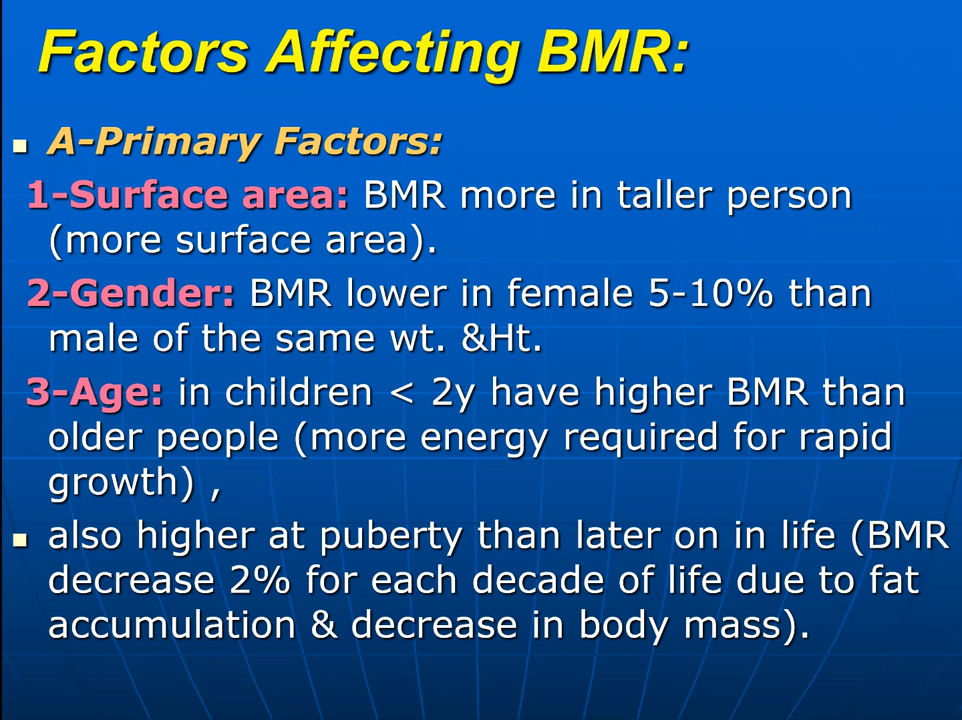 Factors Affecting BMR:
A-Primary Factors:
1-Surface area: BMR more in taller person
(more surface area).
2-Gender: BMR lower in female 5-10% than
male of the same wt. &Ht.
3-Age: in children < 2y have higher BMR than
older people (more energy required for rapid
growth) ,
also higher at puberty than later on in life (BMR
decrease 2% for each decade of life due to fat
accumulation & decrease in body mass).